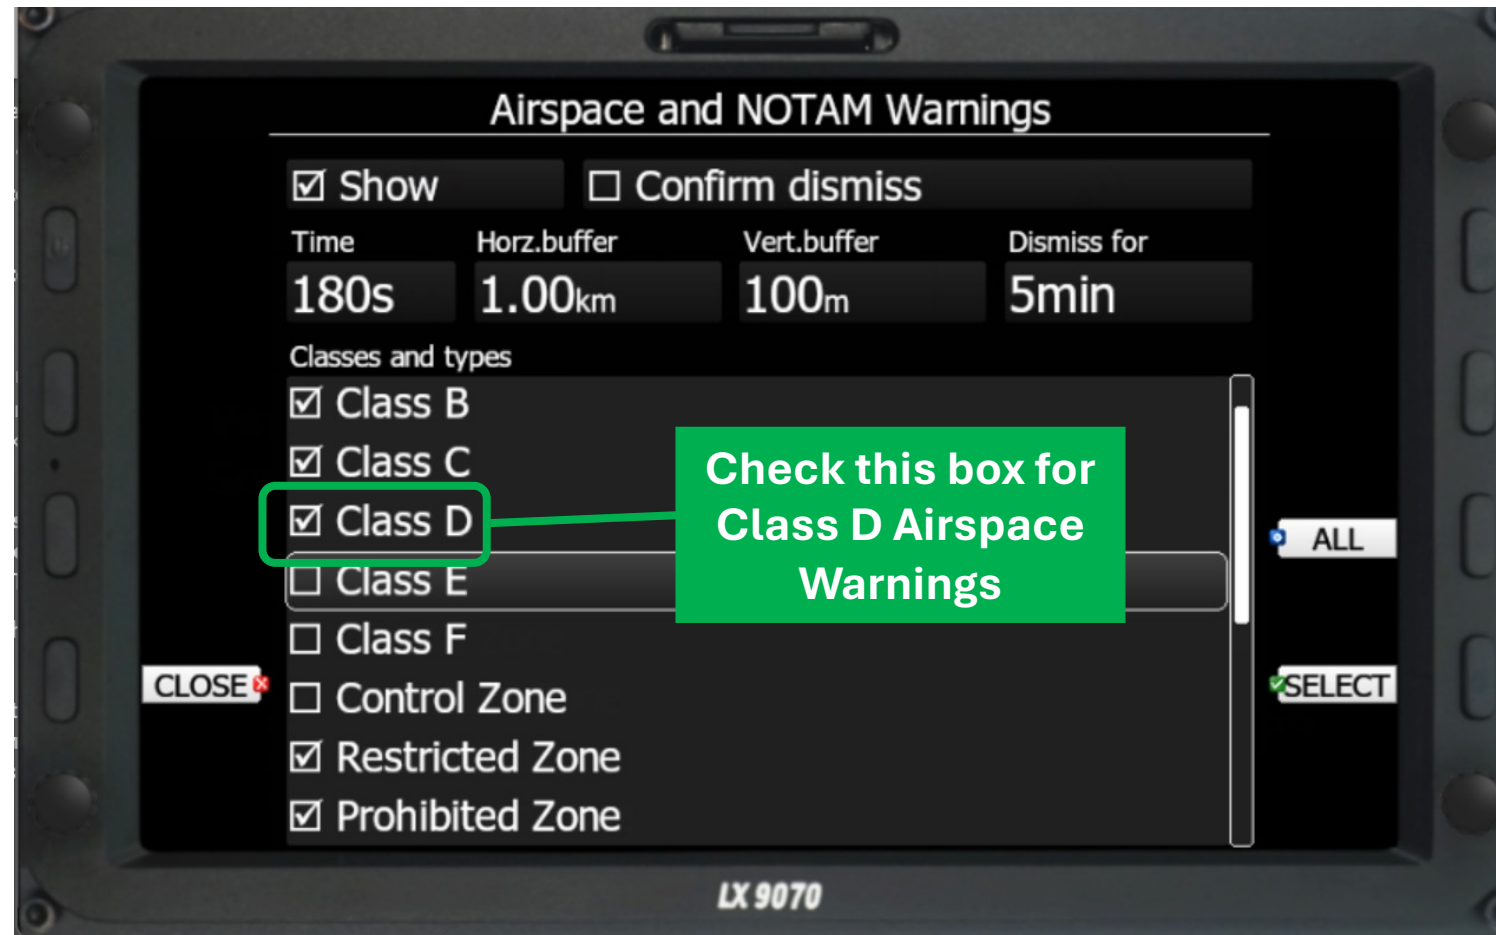 Airspace and NOTAM Warnings
Show
Confirm dismiss
Time
Horz.buffer
Vert.buffer
Dismiss for
180s
1.00km
100m
5min
Classes and types
Class B
Class C
Class D
Class E
Class F
Control Zone
Restricted Zone
Prohibited Zone
Check this box for
Class D Airspace
Warnings
ALL
CLOSE
SELECT
LX 9070